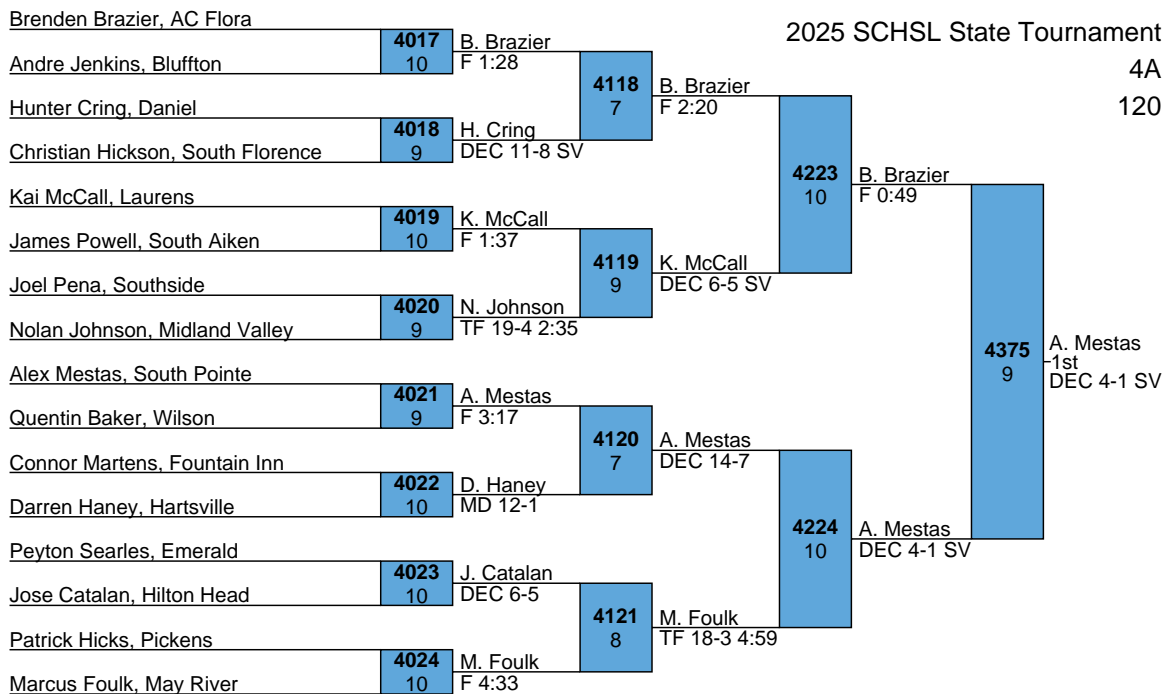 2025 SCHSL State Tournament
4A
120
Brenden Brazier, AC Flora
Andre Jenkins, Bluffton
Hunter Cring, Daniel
Christian Hickson, South Florence
Kai McCall, Laurens
James Powell, South Aiken
Joel Pena, Southside
Nolan Johnson, Midland Valley
Alex Mestas, South Pointe
Quentin Baker, Wilson
Connor Martens, Fountain Inn
Darren Haney, Hartsville
Peyton Searles, Emerald
Jose Catalan, Hilton Head
Patrick Hicks, Pickens
Marcus Foulk, May River
4017
10
B. Brazier
F 1:28
4018
9
H. Cring
DEC 11-8 SV
4019
10
K. McCall
F 1:37
4020
9
N. Johnson
TF 19-4 2:35
4021
9
A. Mestas
F 3:17
4022
10
D. Haney
MD 12-1
4023
10
J. Catalan
DEC 6-5
4024
10
M. Foulk
F 4:33
4118
7
B. Brazier
F 2:20
4119
9
K. McCall
DEC 6-5 SV
4120
7
A. Mestas
DEC 14-7
4121
8
M. Foulk
TF 18-3 4:59
4223
10
B. Brazier
F 0:49
4224
10
A. Mestas
DEC 4-1 SV
4375
9
A. Mestas
1st
DEC 4-1 SV